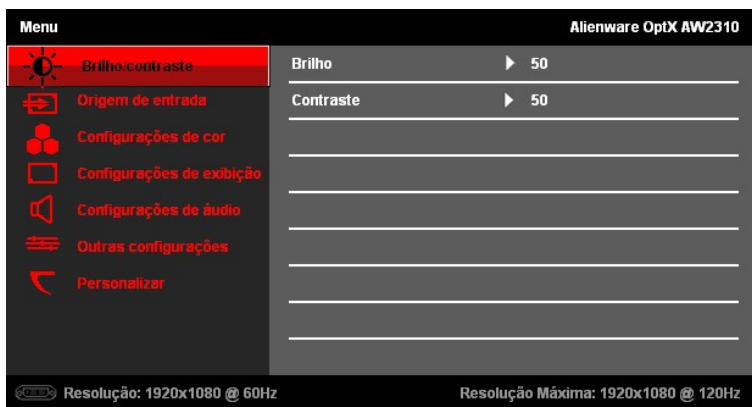 Menu Alienware OptX AW2310
Brilho/contraste Brilho 50
Origem de entrada Contraste 50
Configurações de cor
Configurações de exibição
Configurações de áudio
Outras configurações
Personalizar
Resolução: 1920x1080 @ 60Hz Resolução Máxima: 1920x1080 @ 120Hz